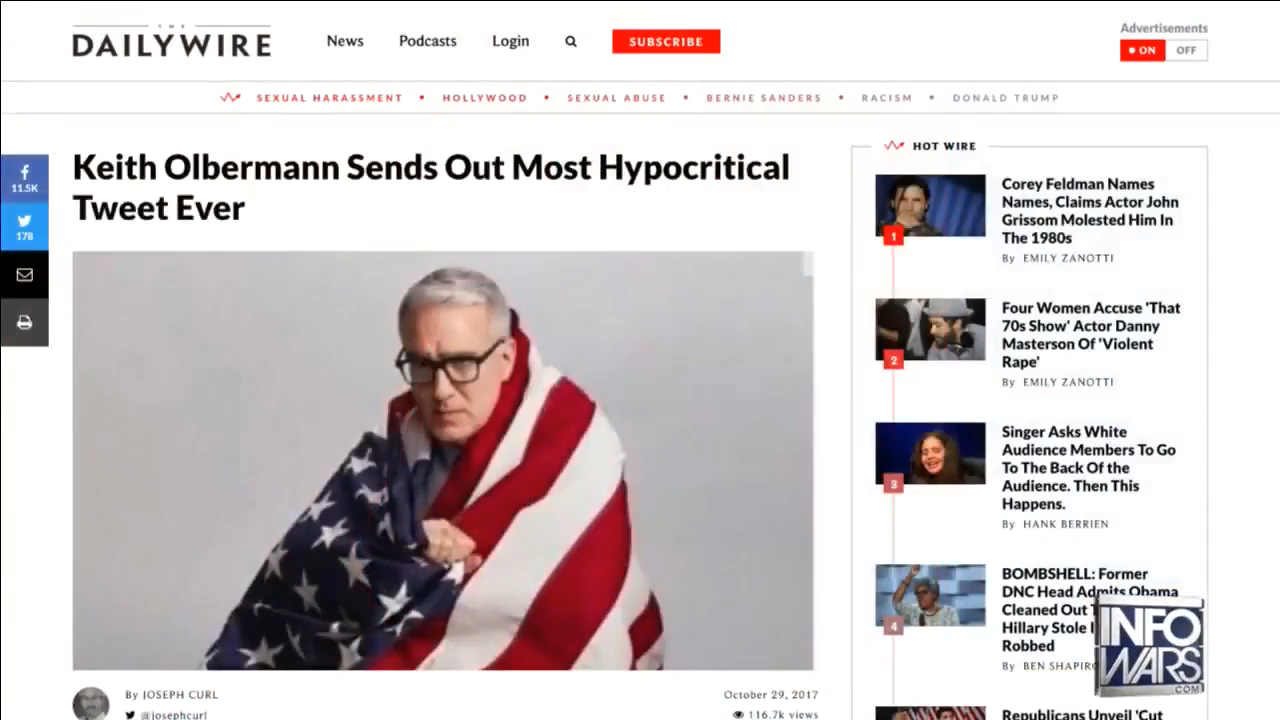 THE
DAILYWIRE
News
Podcasts
Login
SUBSCRIBE
Advertisements
ON
OFF
SEXUAL HARASSMENT • HOLLYWOOD • SEXUAL ABUSE • BERNIE SANDERS • RACISM • DONALD TRUMP
11.5K
178
Keith Olbermann Sends Out Most Hypocritical
Tweet Ever
By JOSEPH CURL
@josephcurl
October 29, 2017
116.7k views
HOT WIRE
1
Corey Feldman Names
Names, Claims Actor John
Grissom Molested Him In
The 1980s
By EMILY ZANOTTI
2
Four Women Accuse 'That
70s Show' Actor Danny
Masterson Of 'Violent
Rape'
By EMILY ZANOTTI
3
Singer Asks White
Audience Members To Go
To The Back Of the
Audience. Then This
Happens.
By HANK BERRIEN
4
BOMBSHELL: Former
DNC Head Admits Obama
Cleaned Out
Hillary Stole
Robbed
By BEN SHAPIR
Republicans Unveil 'Cut
INFO
WARS
.COM